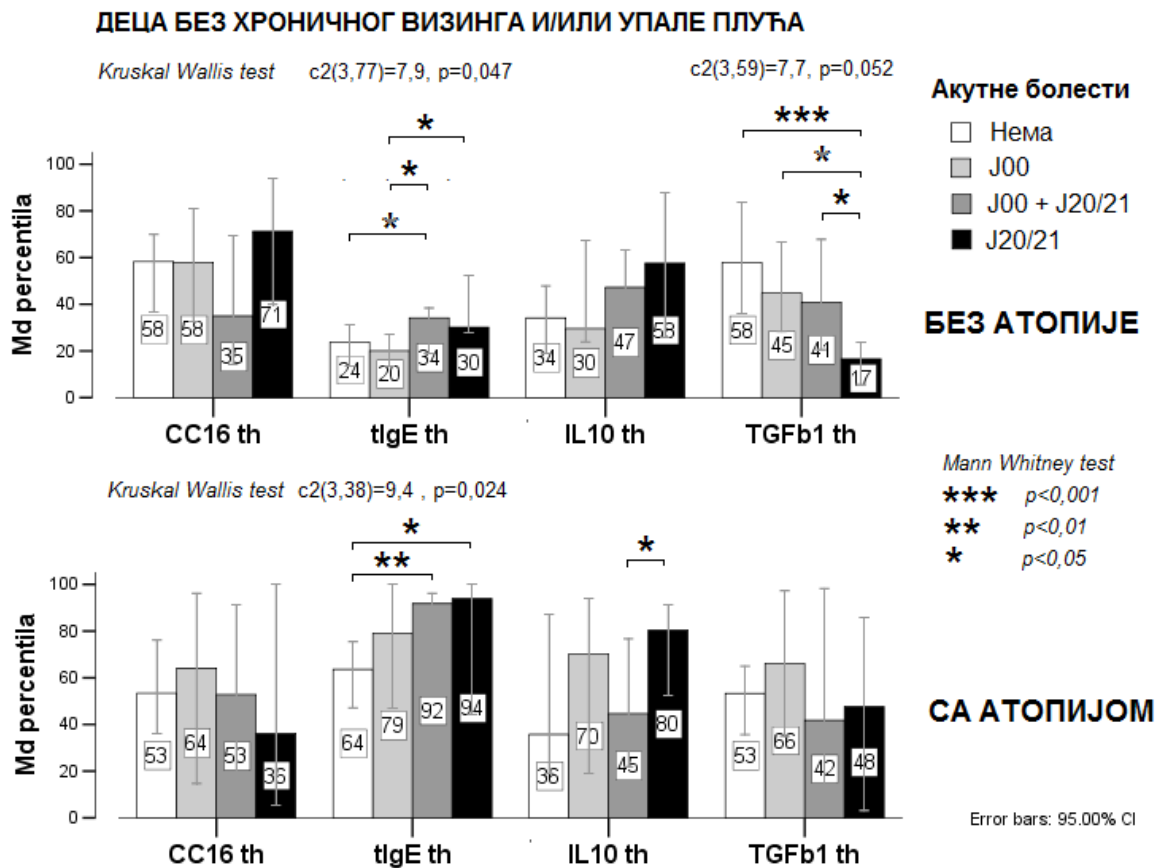 ДЕЦА БЕЗ ХРОНИЧНОГ ВИЗИНГА И/ИЛИ УПАЛЕ ПЛУЋА
Kruskal Wallis test c2(3,77)=7,9, p=0,047 c2(3,59)=7,7, p=0,052
Акутне болести
Нема
J00
J00 + J20/21
J20/21
*** * *
* * *
Md percentila
100
80
60
40
20
0
58 58 35 71
24 20 34 30
34 30 47 58
58 45 41 17
CC16 th tIgE th IL10 th TGFb1 th
БЕЗ АТОПИЈЕ
Mann Whitney test
*** p<0,001
** p<0,01
* p<0,05
Kruskal Wallis test c2(3,38)=9,4 , p=0,024
* ** *
Md percentila
100
80
60
40
20
0
53 64 53 36
64 79 92 94
36 70 45 80
53 66 42 48
CC16 th tIgE th IL10 th TGFb1 th
СА АТОПИЈОМ
Error bars: 95.00% CI